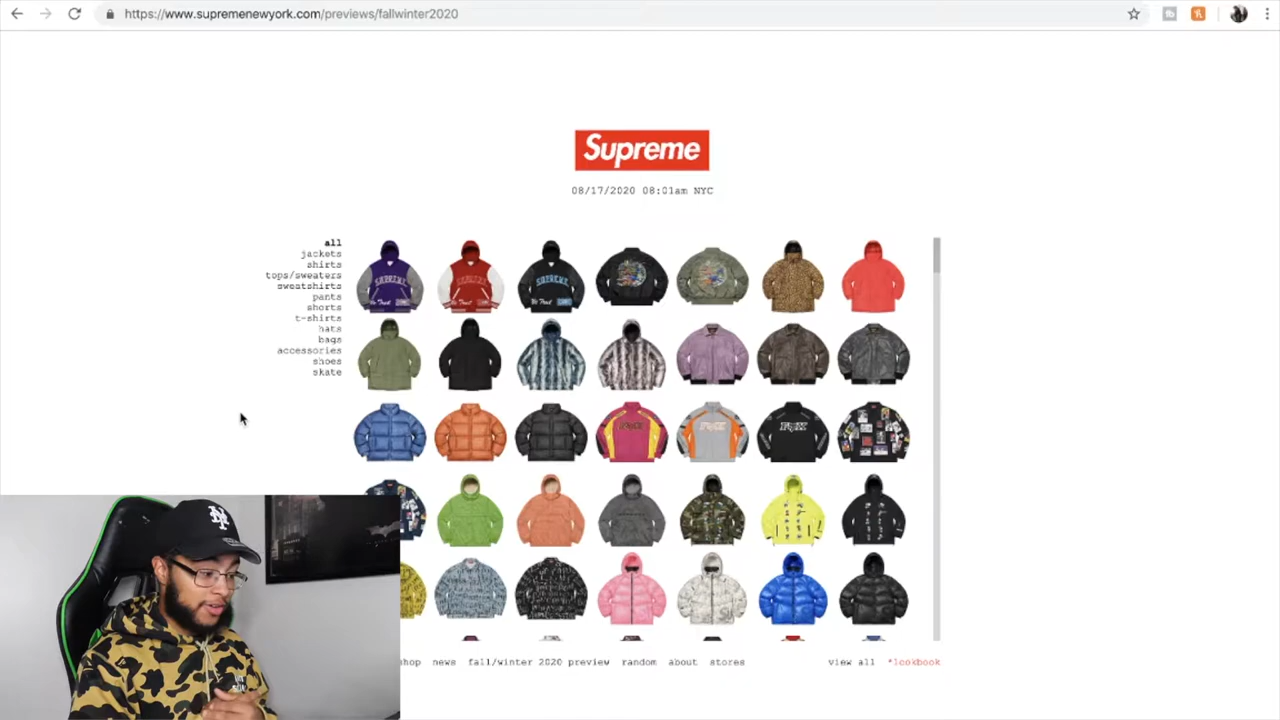 https://www.supremenewyork.com/previews/fallwinter2020
Supreme
08/17/2020 08:01am NYC
all
jackets
shirts
tops/sweaters
sweatshirts
pants
shorts
t-shirts
hats
bags
accessories
shoes
skate
shop news fall/winter 2020 preview random about stores
view all *lookbook
NY